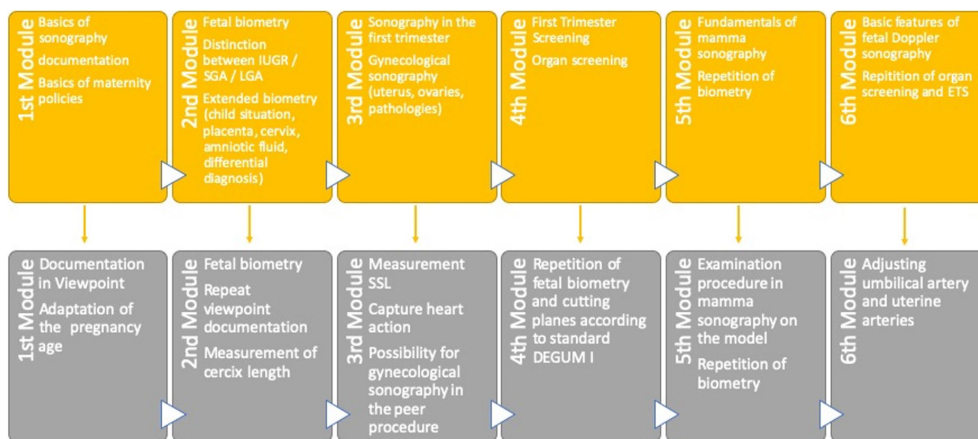 1st Module
Basics of
sonography
documentation
Basics of maternity
policies
2nd Module
Fetal biometry
Distinction
between IUGR /
SGA / LGA
Extended biometry
(child situation,
placenta, cervix,
amniotic fluid,
differential
diagnosis)
3rd Module
Sonography in the
first trimester
Gynecological
sonography
(uterus, ovaries,
pathologies)
4th Module
First Trimester
Screening
Organ screening
5th Module
Fundamentals of
mamma
sonography
Repetition of
biometry
6th Module
Basic features of
fetal Doppler
sonography
Repitition of organ
screening and ETS
1st Module
Documentation
in Viewpoint
Adaptation of
the pregnancy
age
2nd Module
Fetal biometry
Repeat
viewpoint
documentation
Measurement of
cercix length
3rd Module
Measurement
SSL
Capture heart
action
Possibility for
gynecological
sonography in
the peer
procedure
4th Module
Repetition of
fetal biometry
and cutting
planes according
to standard
DEGUM I
5th Module
Examination
procedure in
mamma
sonography on
the model
Repetition of
biometry
6th Module
Adjusting
umbilical artery
and uterine
arteries